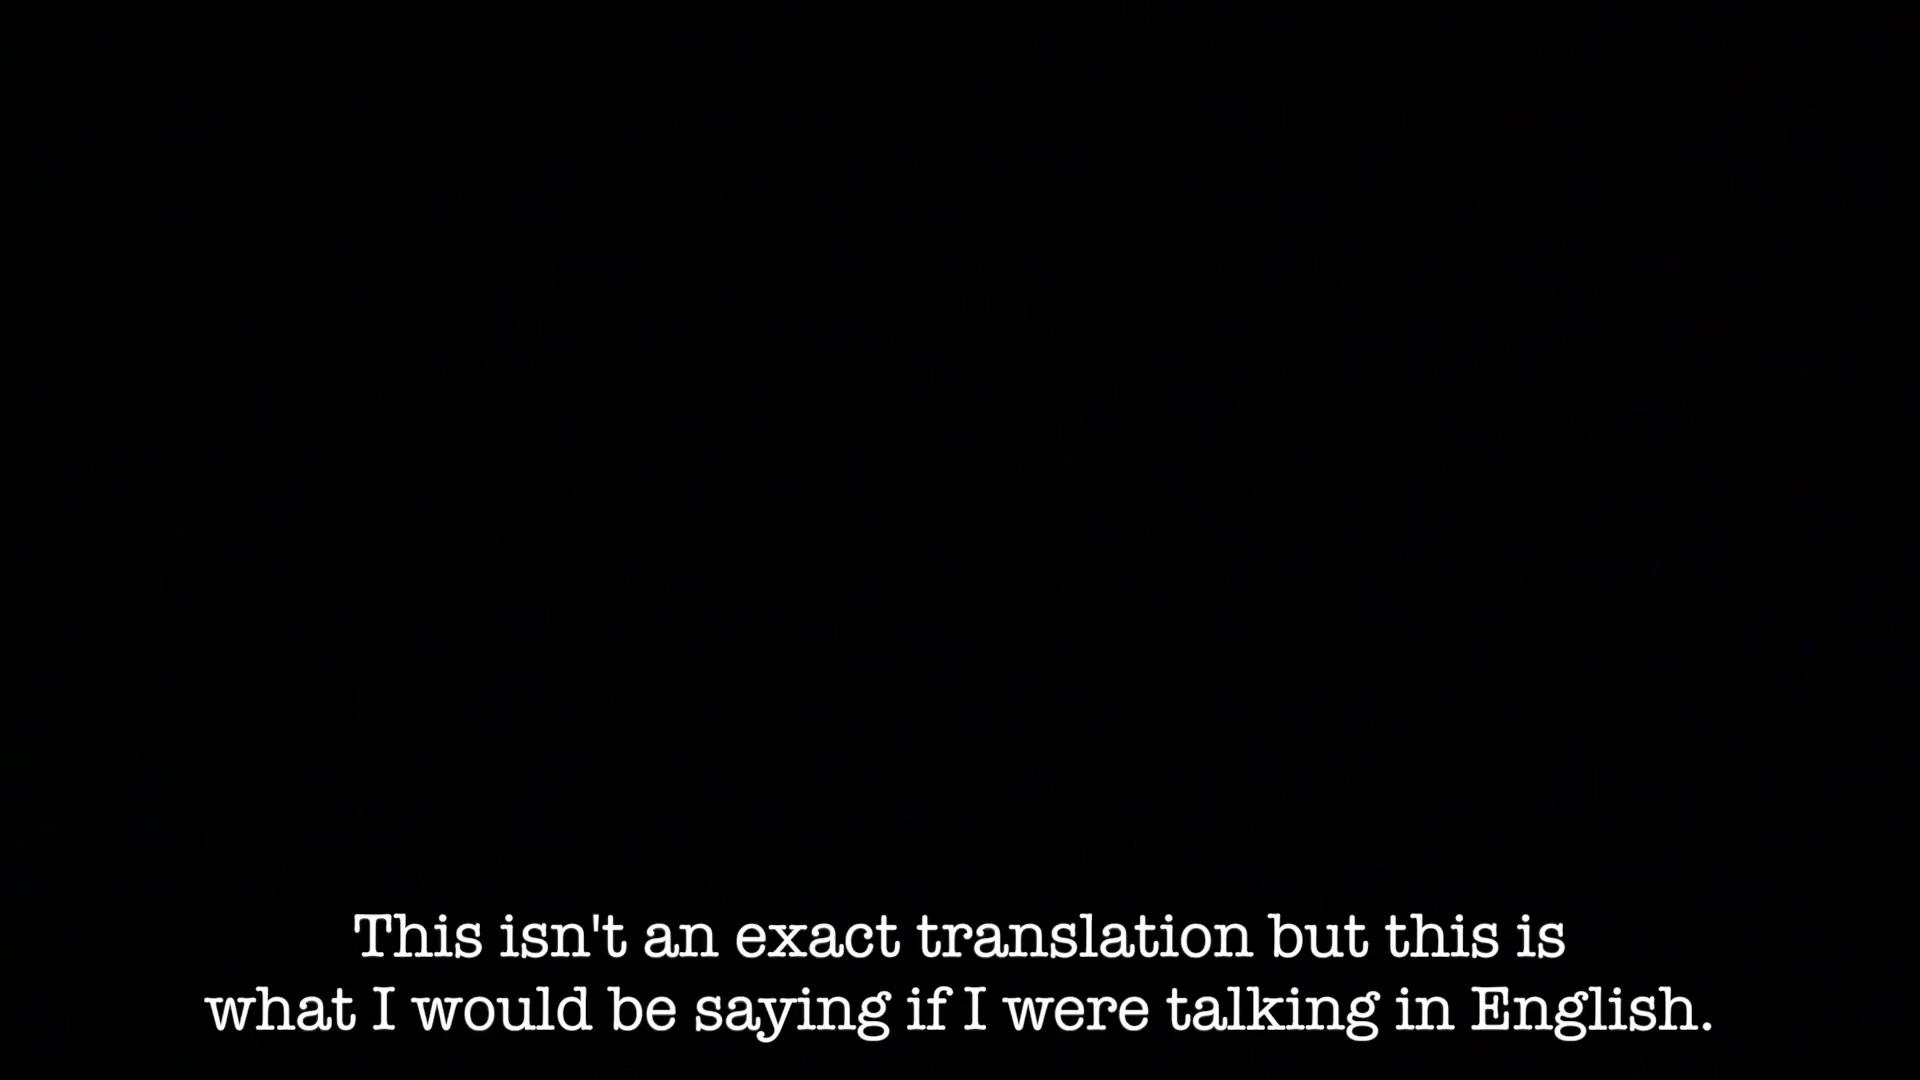 This isn't an exact translation but this is
what I would be saying if I were talking in English.